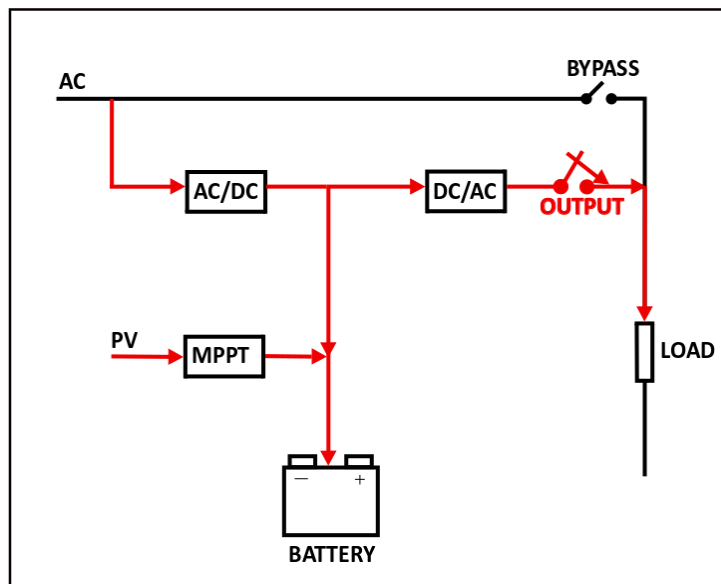 AC
BYPASS
AC/DC
DC/AC
OUTPUT
PV
MPPT
LOAD
— +
BATTERY